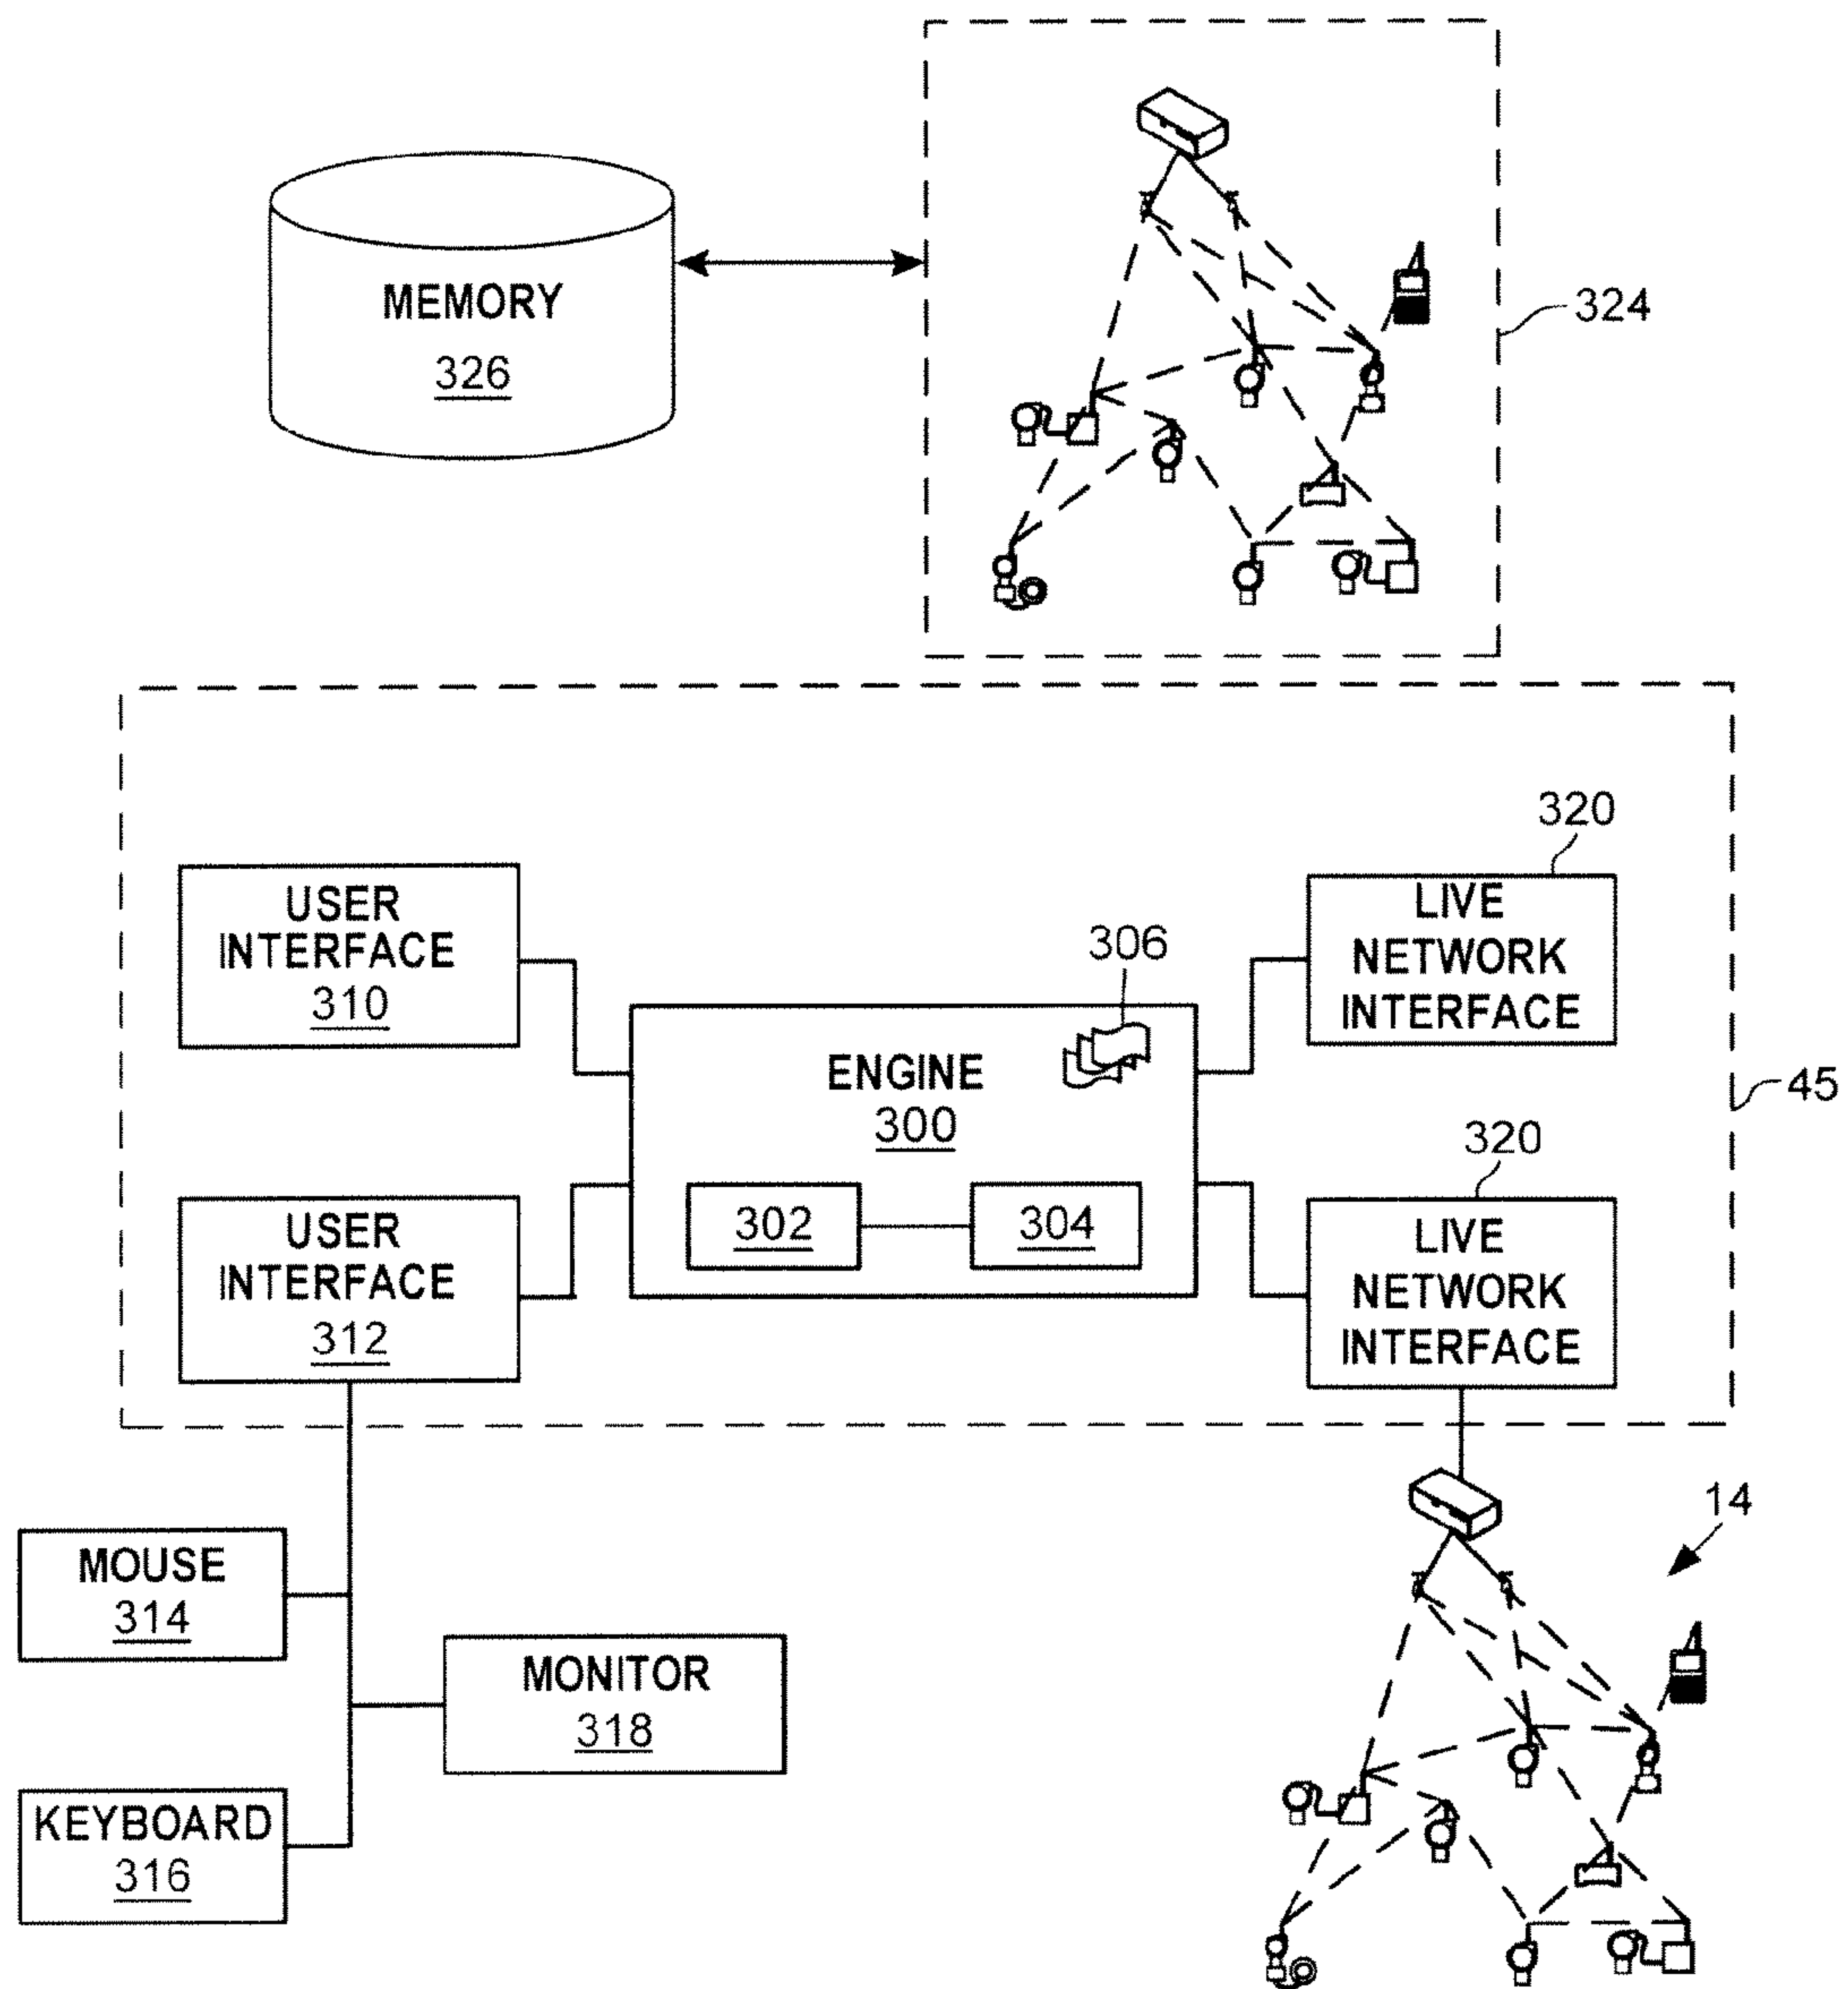 MEMORY
326
324
320
USER
INTERFACE
310
LIVE
NETWORK
INTERFACE
306
ENGINE
300
45
320
302
304
USER
INTERFACE
312
LIVE
NETWORK
INTERFACE
14
MOUSE
314
MONITOR
318
KEYBOARD
316